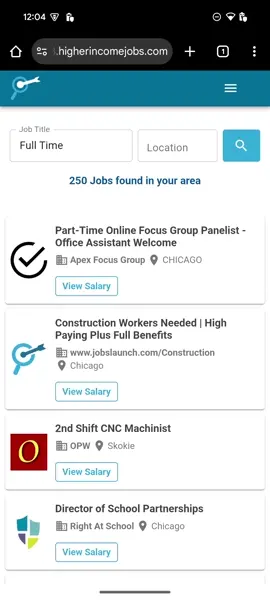 12:04
.higherincomejobs.com
1
Job Title
Full Time
Location
250 Jobs found in your area
Part-Time Online Focus Group Panelist -
Office Assistant Welcome
Apex Focus Group CHICAGO
View Salary
Construction Workers Needed | High
Paying Plus Full Benefits
www.jobslaunch.com/Construction
Chicago
View Salary
2nd Shift CNC Machinist
O
OPW Skokie
View Salary
Director of School Partnerships
Right At School Chicago
View Salary